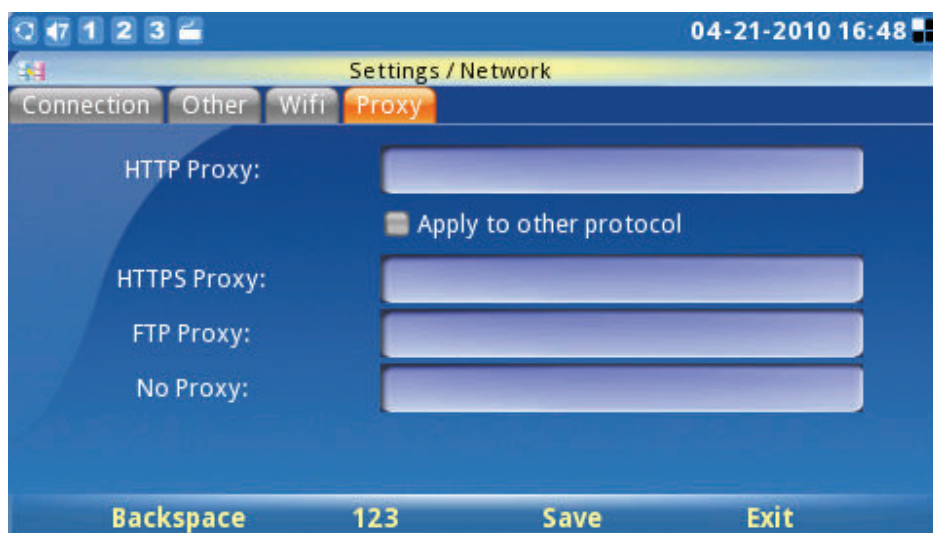 47 1 2 3 04-21-2010 16:48
Settings / Network
Connection Other Wifi Proxy
HTTP Proxy:
Apply to other protocol
HTTPS Proxy:
FTP Proxy:
No Proxy:
Backspace 123 Save Exit